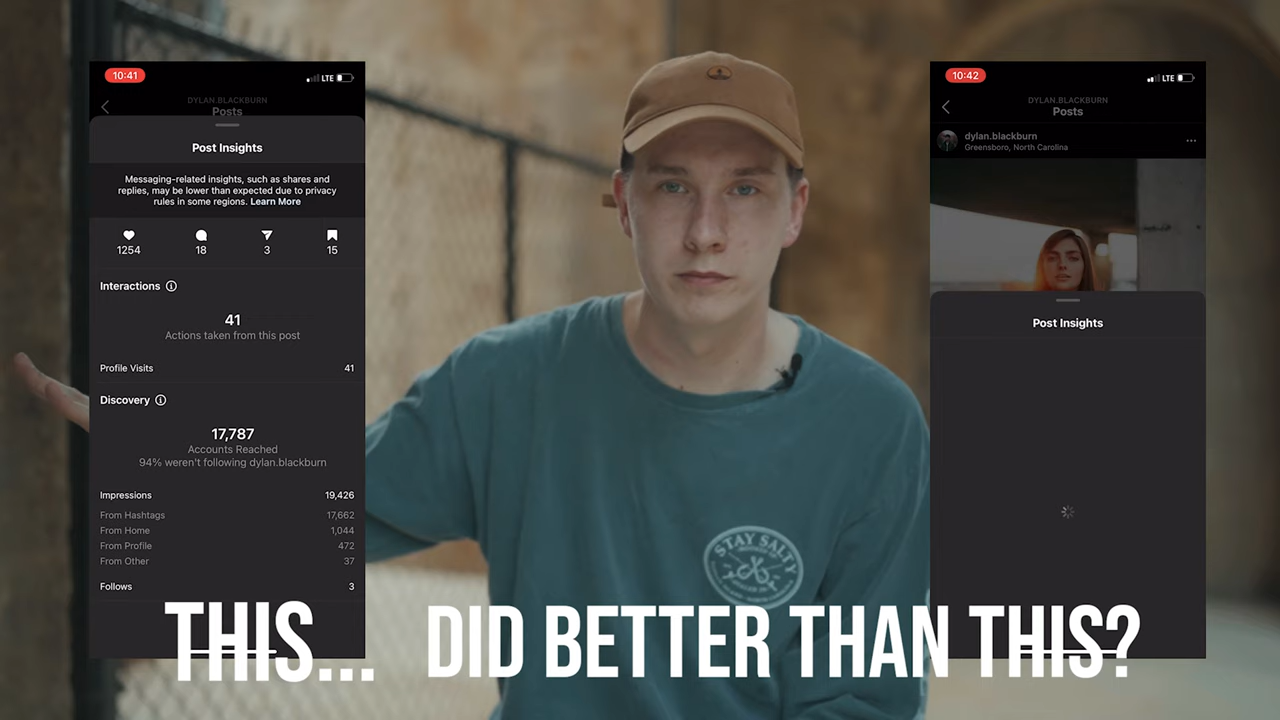 10:41
LTE
DYLAN.BLACKBURN
Posts
Post Insights
Messaging-related insights, such as shares and
replies, may be lower than expected due to privacy
rules in some regions. Learn More
1254 18 3 15
Interactions
41
Actions taken from this post
Profile Visits 41
Discovery
17,787
Accounts Reached
94% weren't following dylan.blackburn
Impressions 19,426
From Hashtags 17,662
From Home 1,044
From Profile 472
From Other 37
Follows 3
10:42
LTE
DYLAN.BLACKBURN
Posts
dylan.blackburn
Greensboro, North Carolina
Post Insights
STAY SALTY
THIS... DID BETTER THAN THIS?